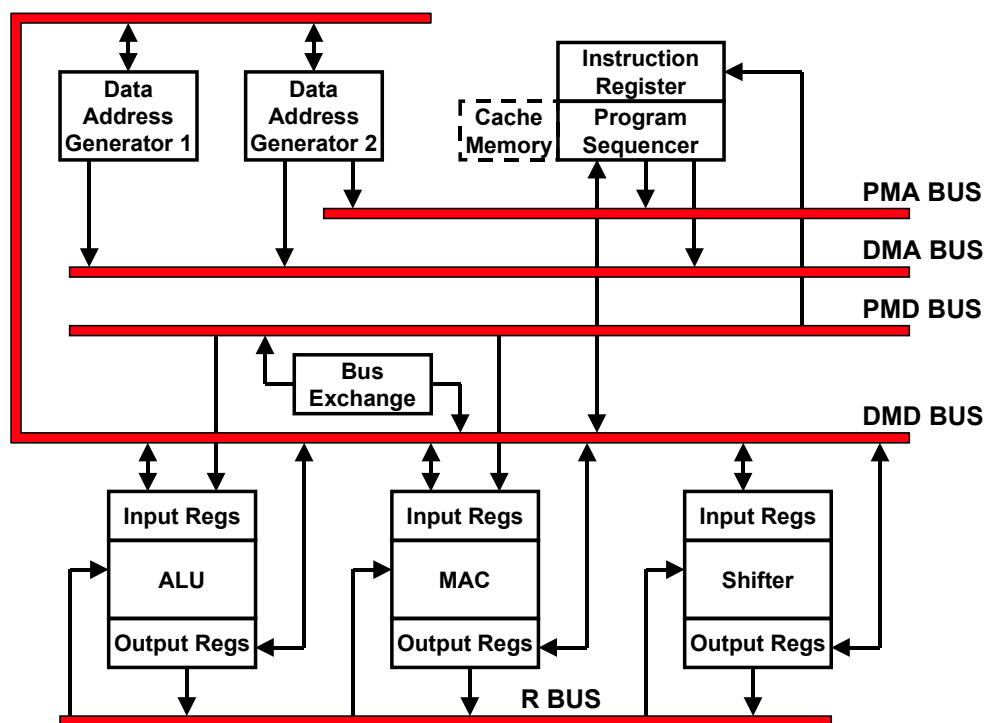 Data
Address
Generator 1
Data
Address
Generator 2
Instruction
Register
Cache
Memory
Program
Sequencer
PMA BUS
DMA BUS
PMD BUS
Bus
Exchange
DMD BUS
Input Regs
ALU
Output Regs
Input Regs
MAC
Output Regs
Input Regs
Shifter
Output Regs
R BUS